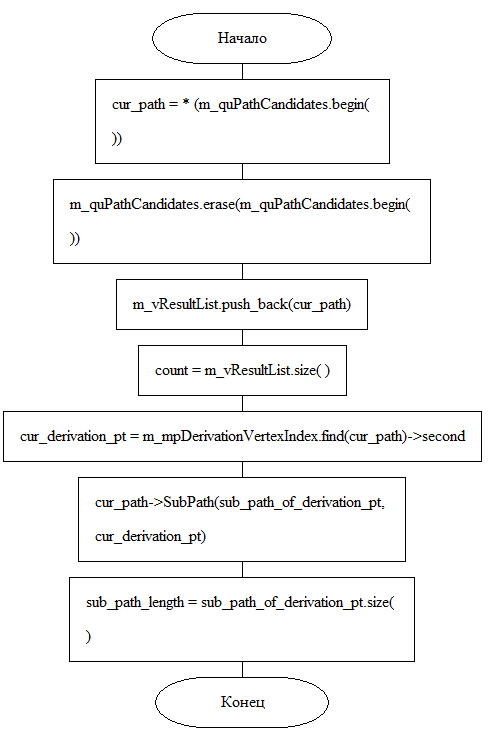 Начало
cur_path = * (m_quPathCandidates.begin(
))
m_quPathCandidates.erase(m_quPathCandidates.begin(
))
m_vResultList.push_back(cur_path)
count = m_vResultList.size( )
cur_derivation_pt = m_mpDerivationVertexIndex.find(cur_path)->second
cur_path->SubPath(sub_path_of_derivation_pt,
cur_derivation_pt)
sub_path_length = sub_path_of_derivation_pt.size(
)
Конец